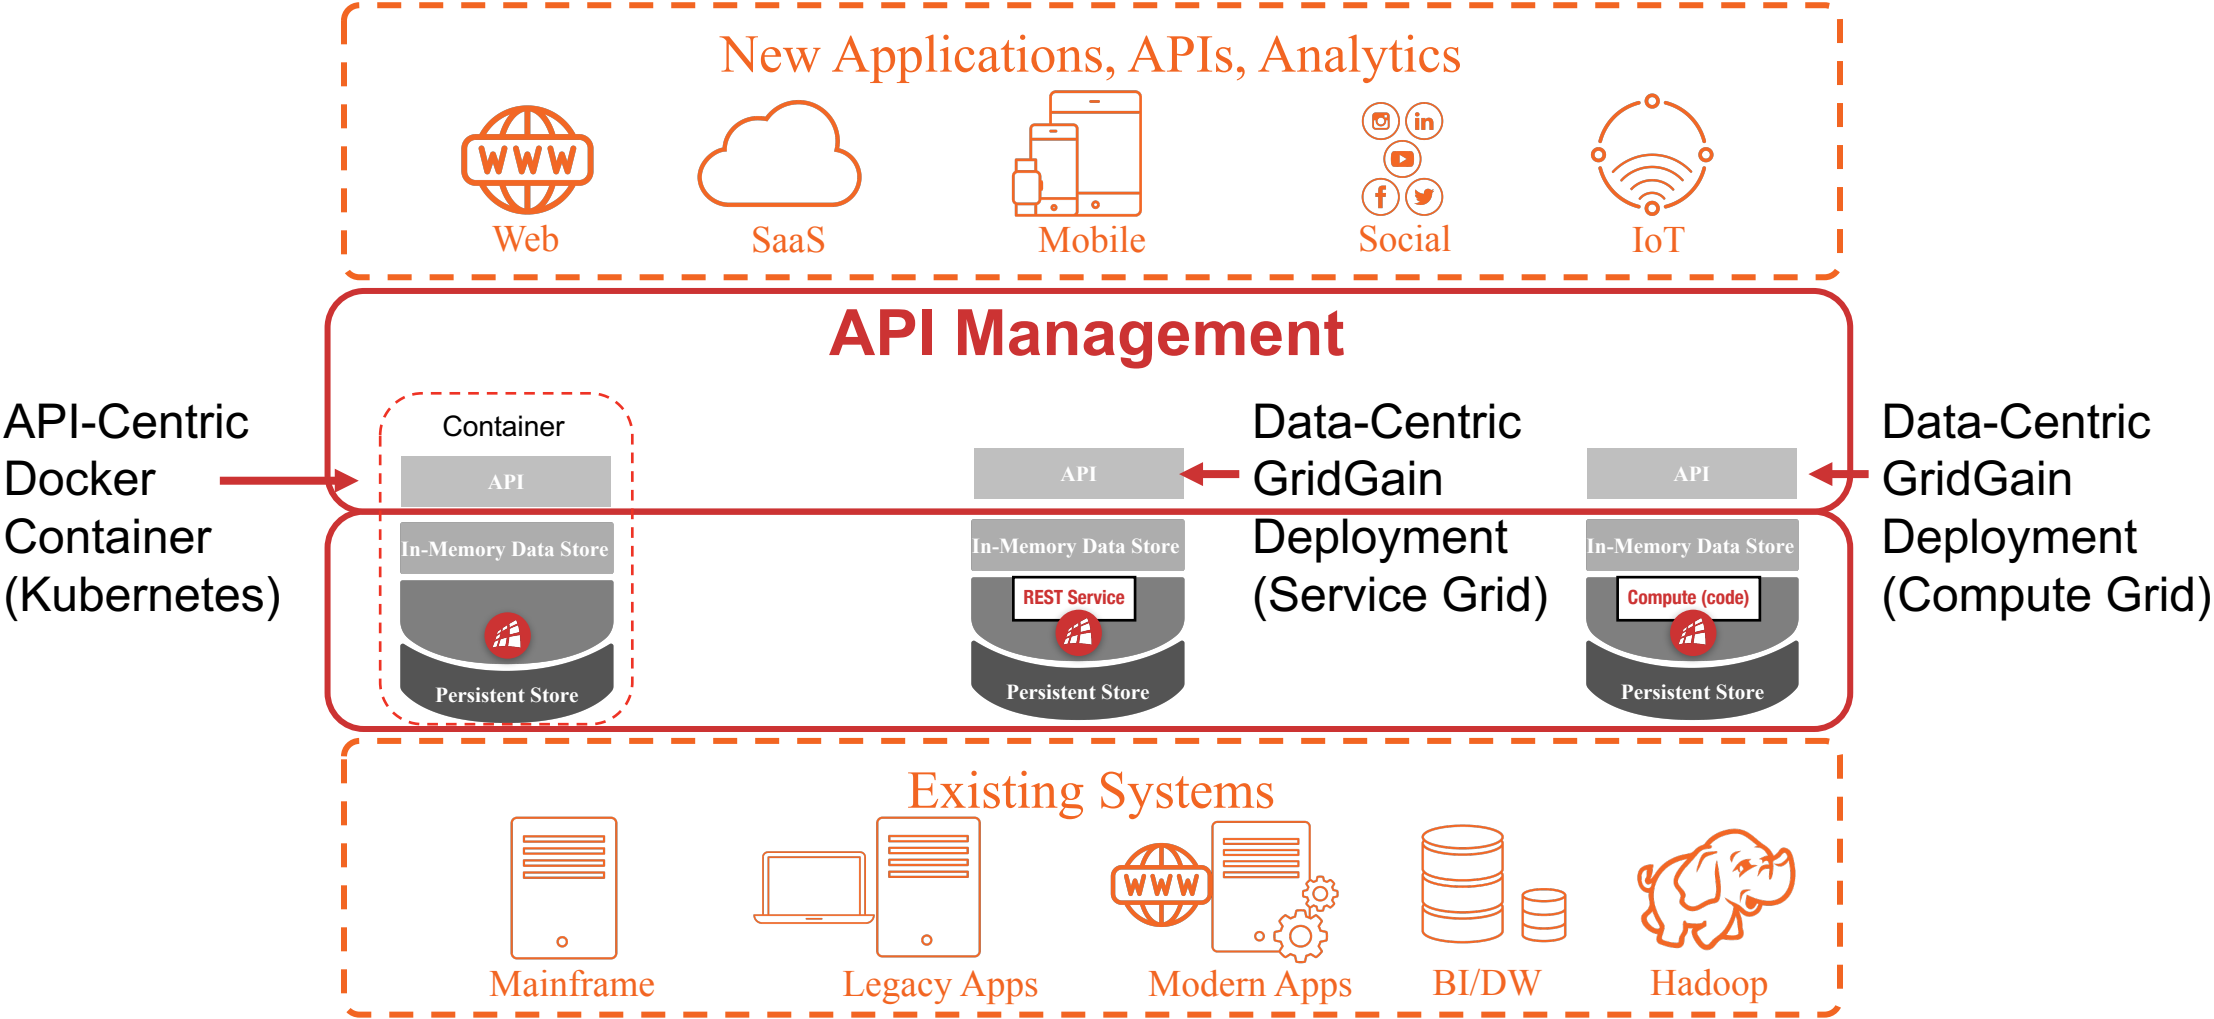 New Applications, APIs, Analytics
WWW
Web
SaaS
Mobile
in
f
Social
IoT
API Management
API-Centric
Docker
Container
(Kubernetes)
Container
API
In-Memory Data Store
Persistent Store
API
In-Memory Data Store
REST Service
Persistent Store
Data-Centric
GridGain
Deployment
(Service Grid)
API
In-Memory Data Store
Compute (code)
Persistent Store
Data-Centric
GridGain
Deployment
(Compute Grid)
Existing Systems
WWW
Mainframe
Legacy Apps
Modern Apps
BI/DW
Hadoop